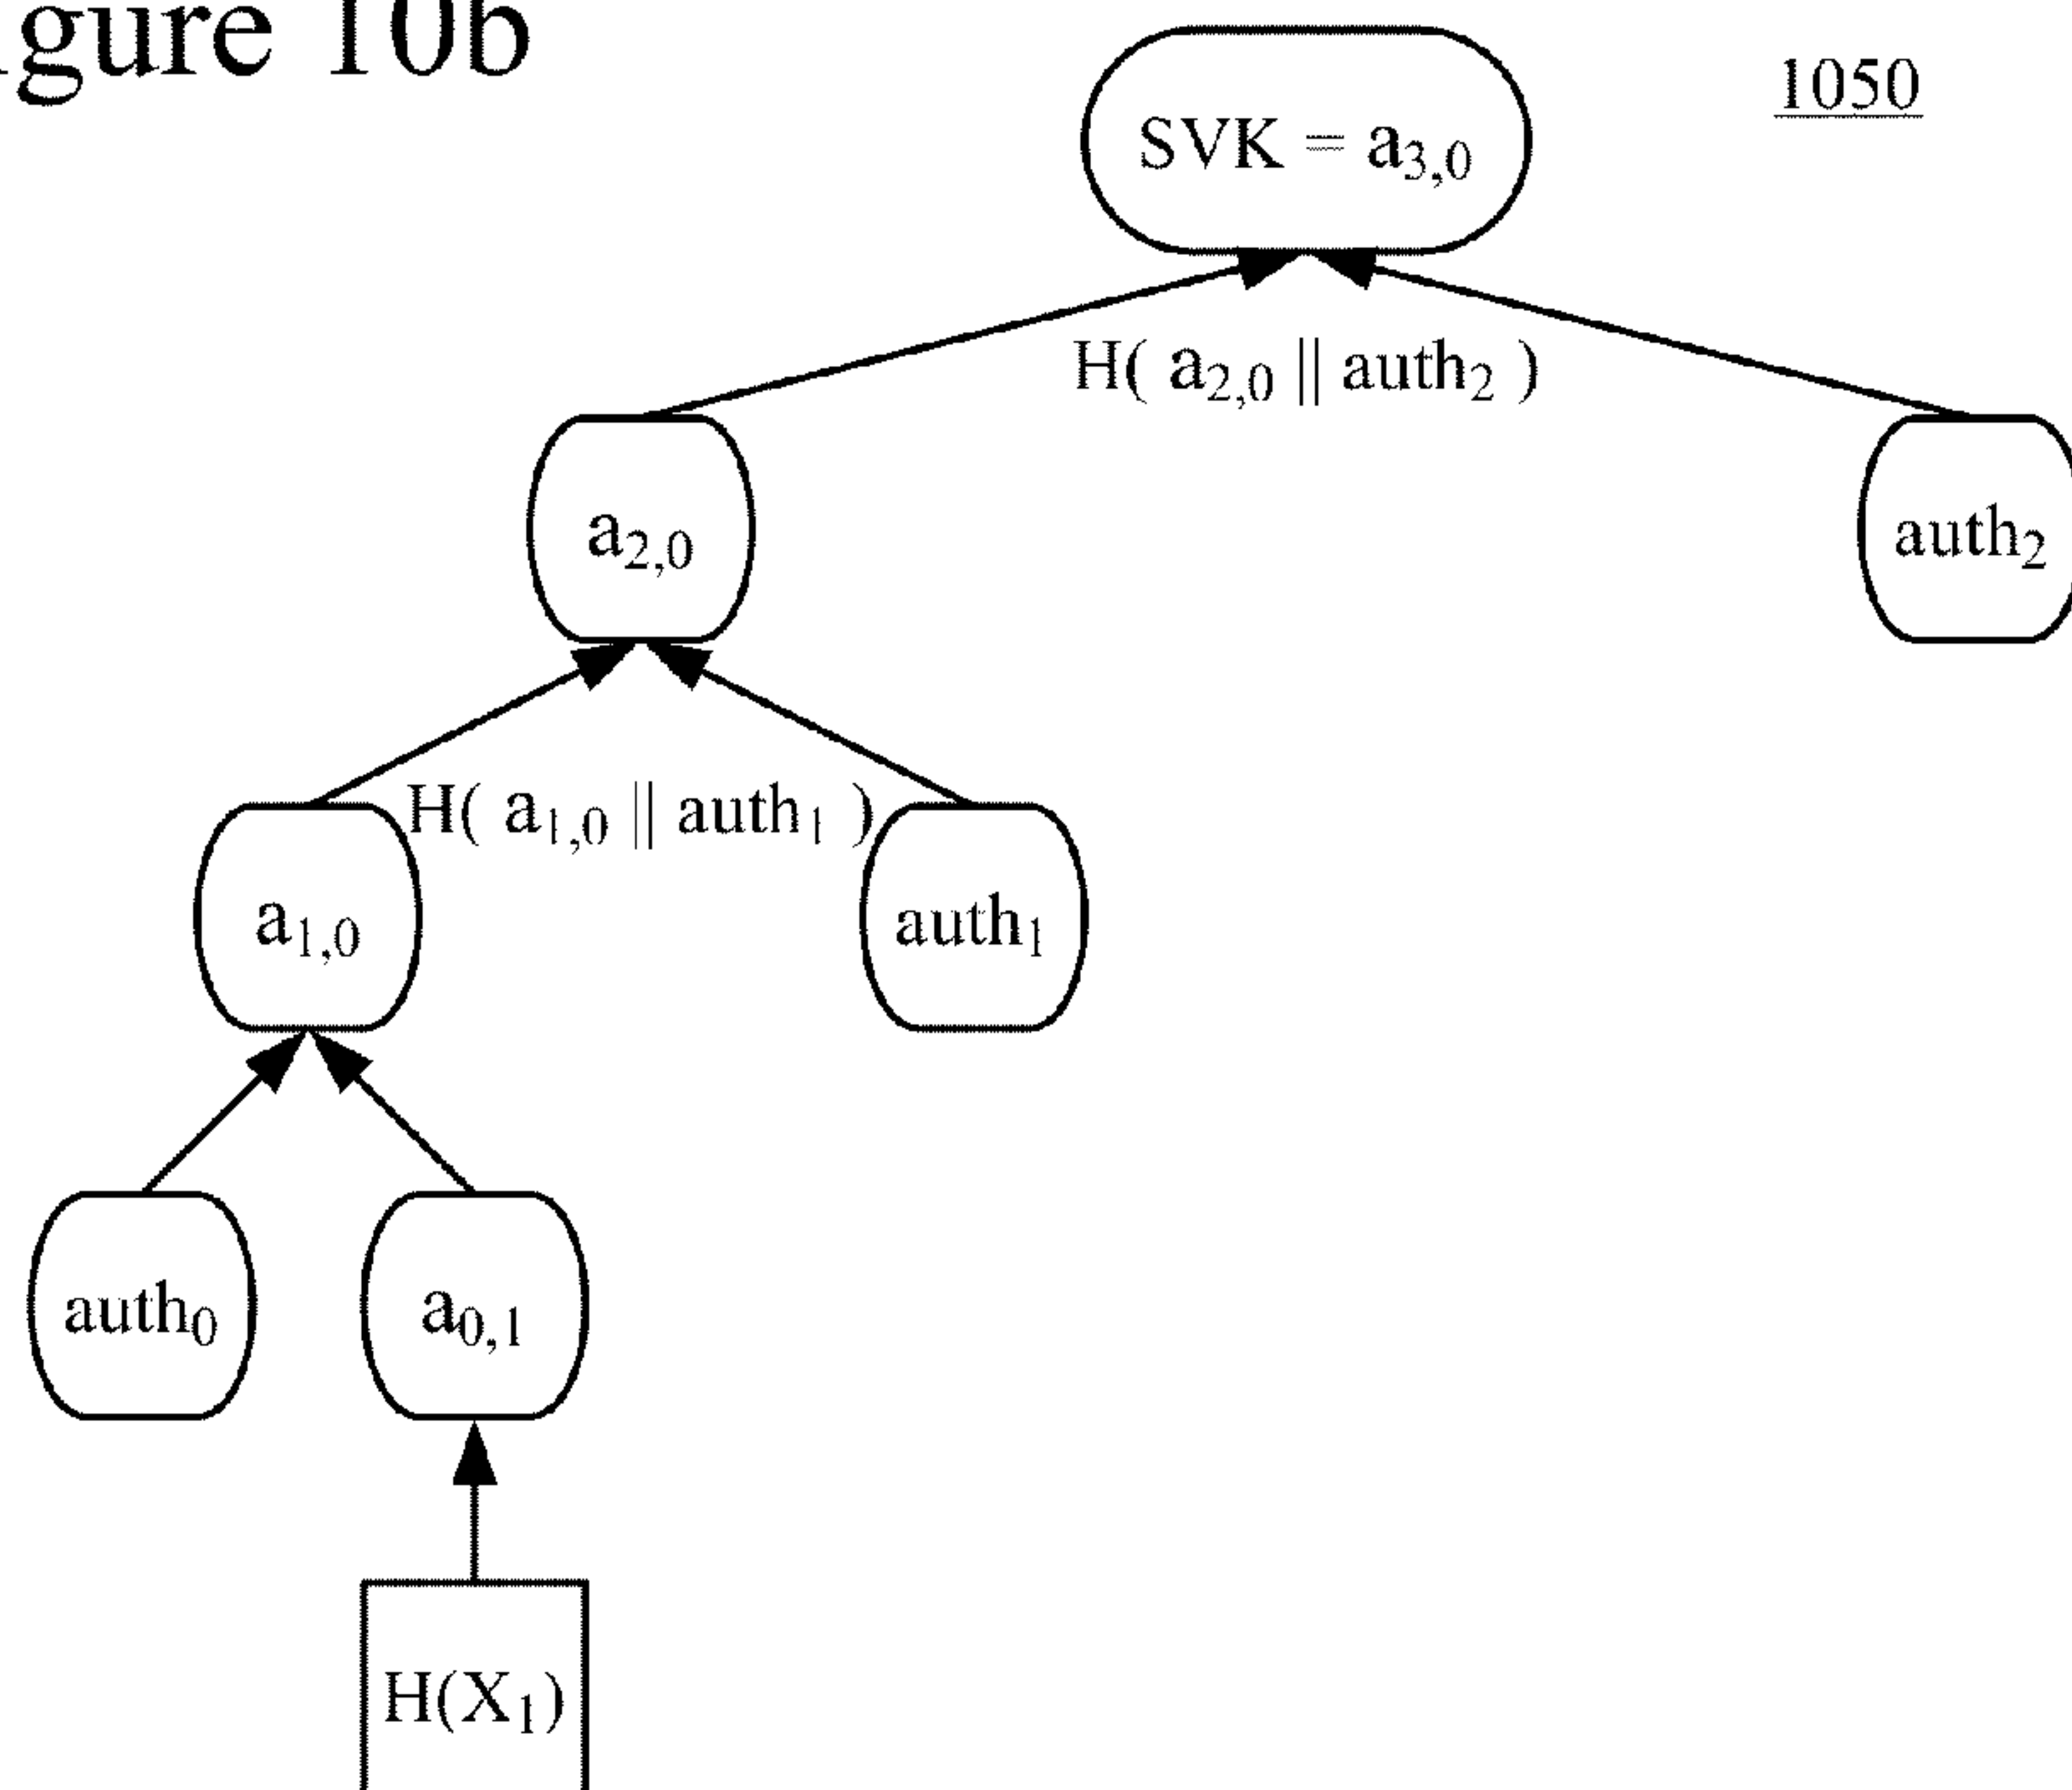 igure 10b
1050
SVK = a3,0
H( a2,0 || auth2 )
a2,0
auth2
H( a1,0 || auth1 )
a1,0
auth1
auth0
a0,1
H(X1)